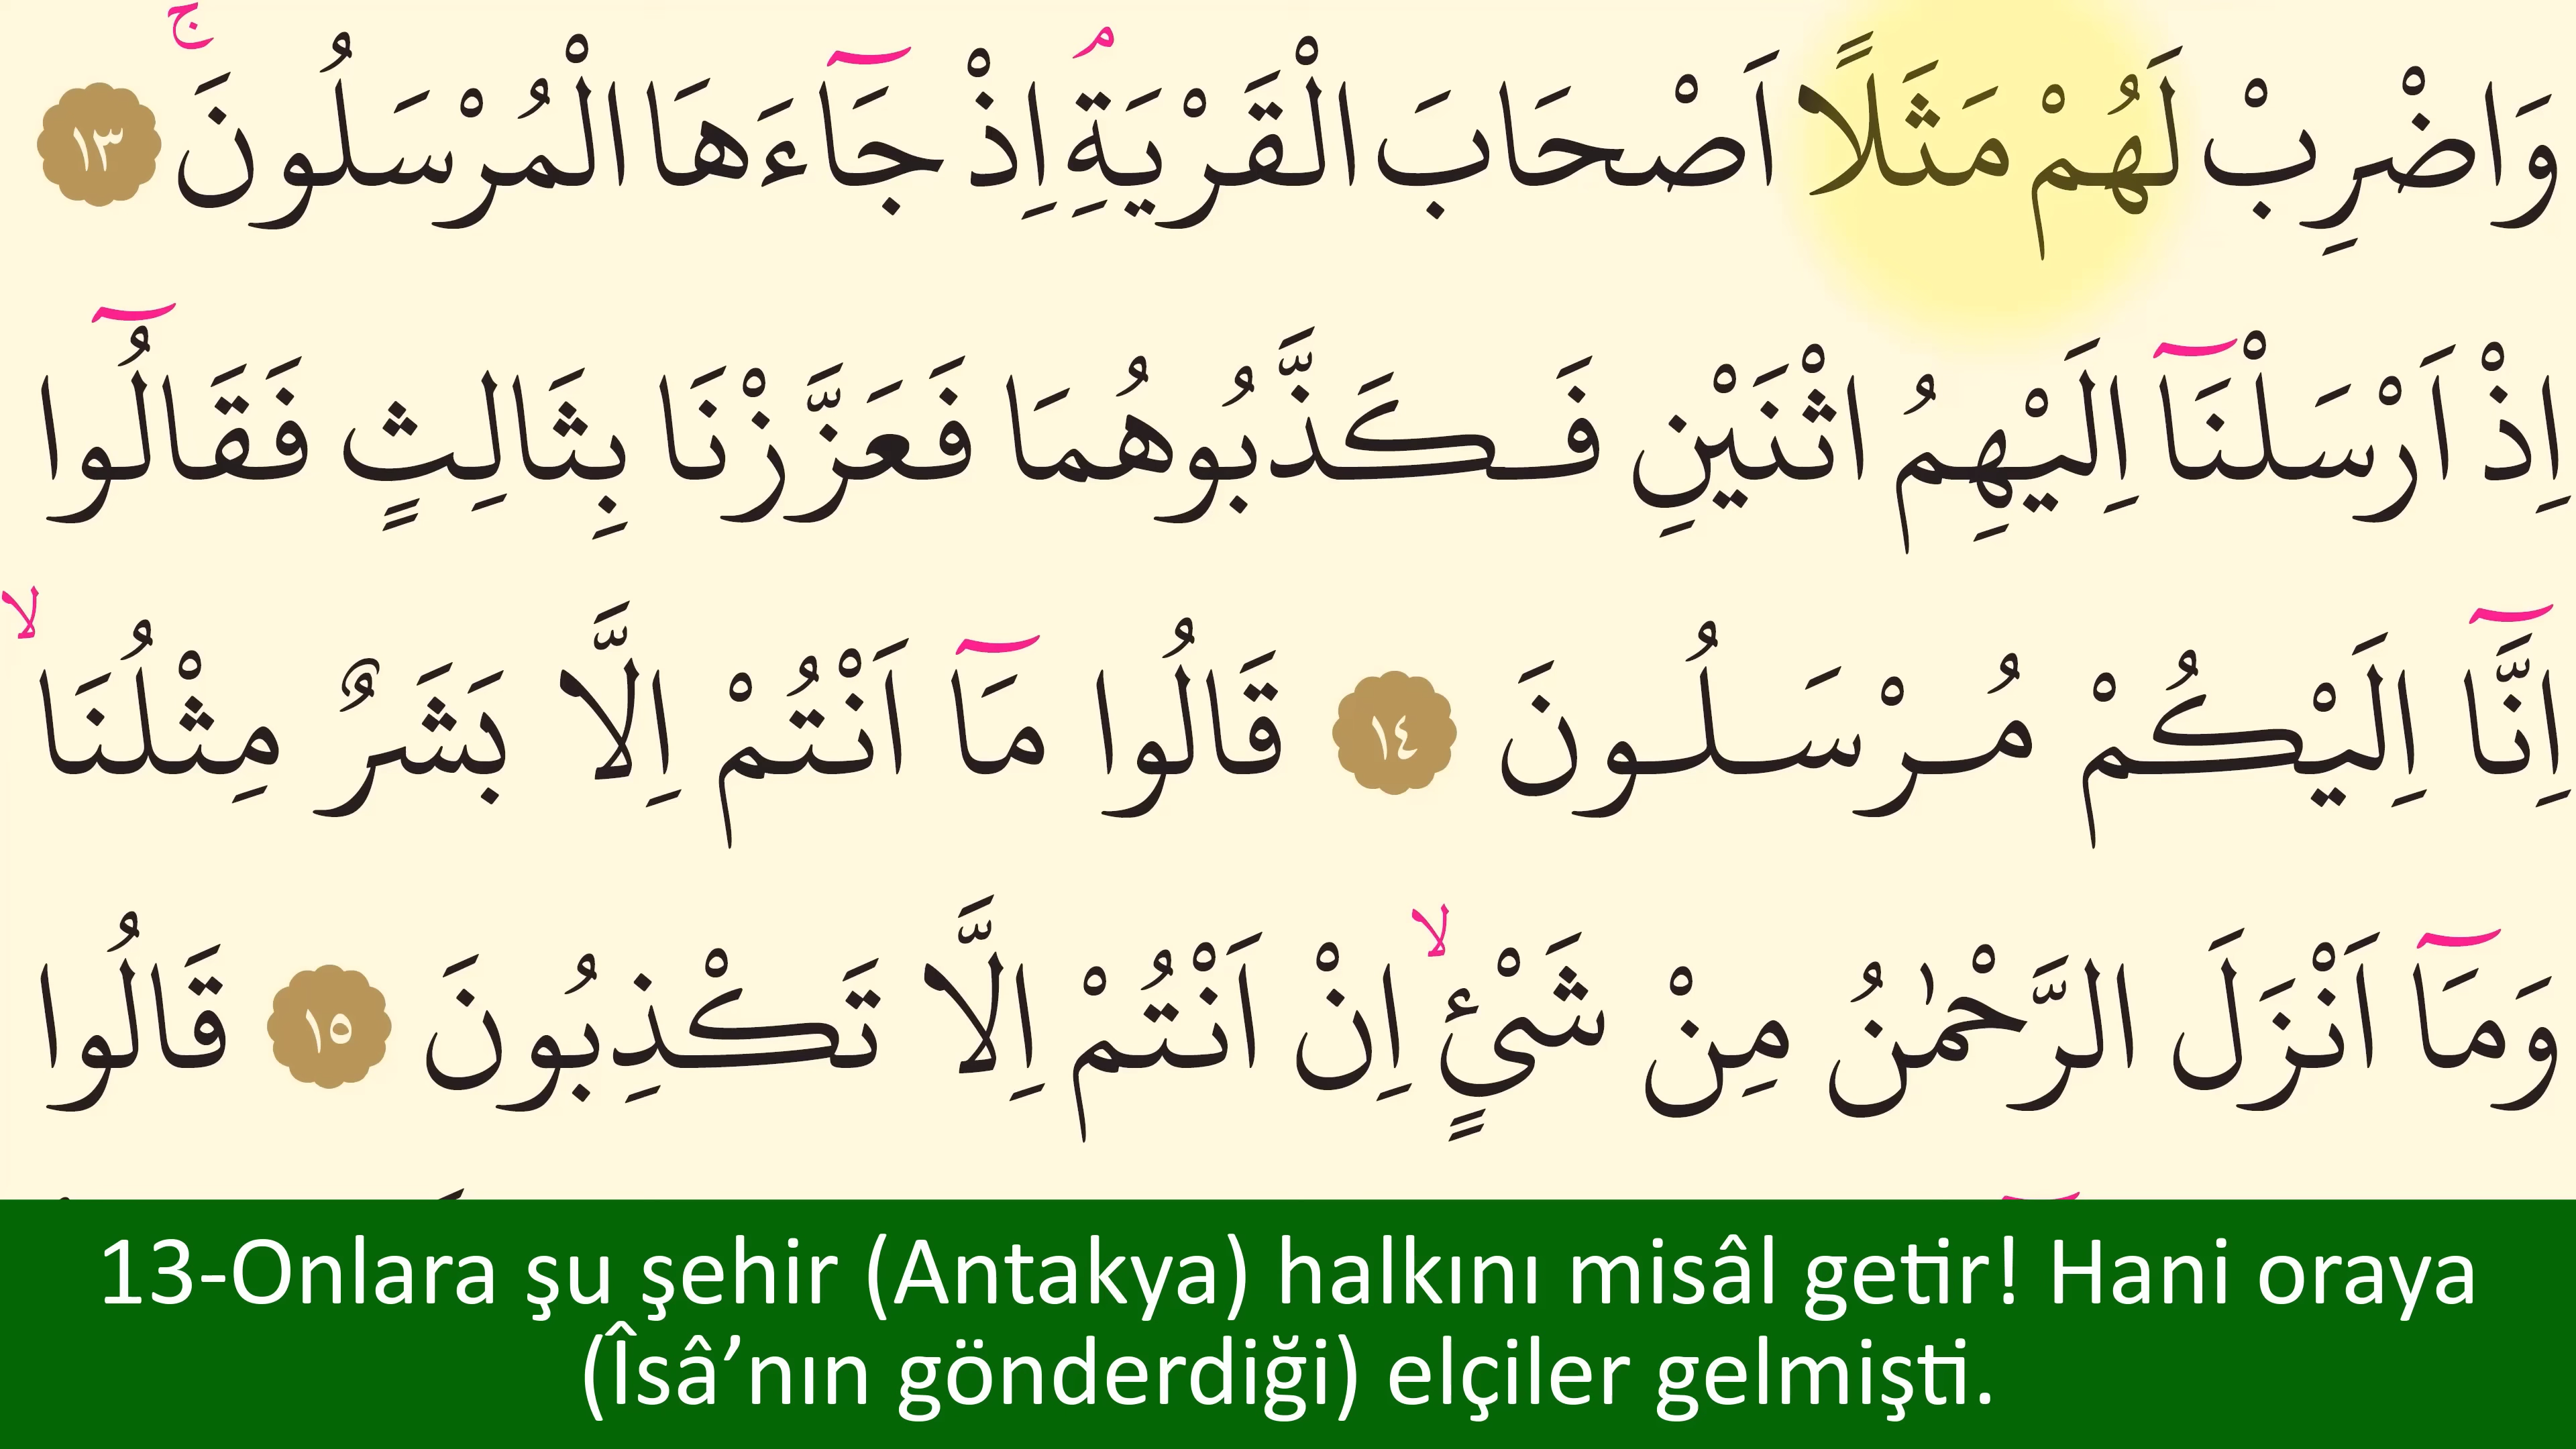 وَاضْرِبْ لَهُمْ مَثَلًا اَصْحَابَ الْقَرْيَةِۢ اِذْ جَٓاءَهَا الْمُرْسَلُونَۚ ١٣
اِذْ اَرْسَلْنَٓا اِلَيْهِمُ اثْنَيْنِ فَكَذَّبُوهُمَا فَعَزَّزْنَا بِثَالِثٍ فَقَالُٓوا
اِنَّٓا اِلَيْكُمْ مُرْسَلُونَ ١٤ قَالُوا مَٓا اَنْتُمْ اِلَّا بَشَرٌ مِثْلُنَاۙ
وَمَٓا اَنْزَلَ الرَّحْمٰنُ مِنْ شَيْءٍۙ اِنْ اَنْتُمْ اِلَّا تَكْذِبُونَ ١٥ قَالُوا
13-Onlara şu şehir (Antakya) halkını misâl getir! Hani oraya
(Îsâ’nın gönderdiği) elçiler gelmişti.